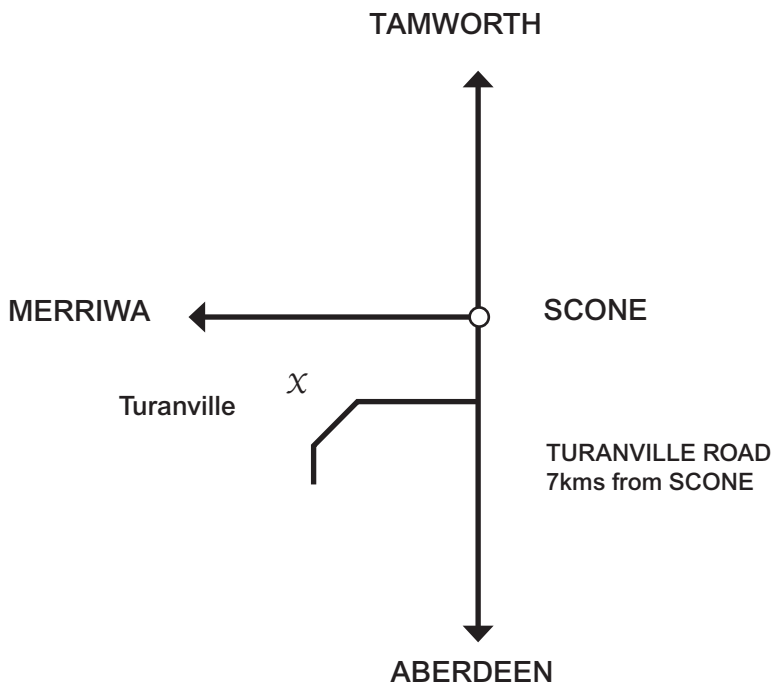 TAMWORTH
MERRIWA
SCONE
x
Turanville
TURANVILLE ROAD
7kms from SCONE
ABERDEEN